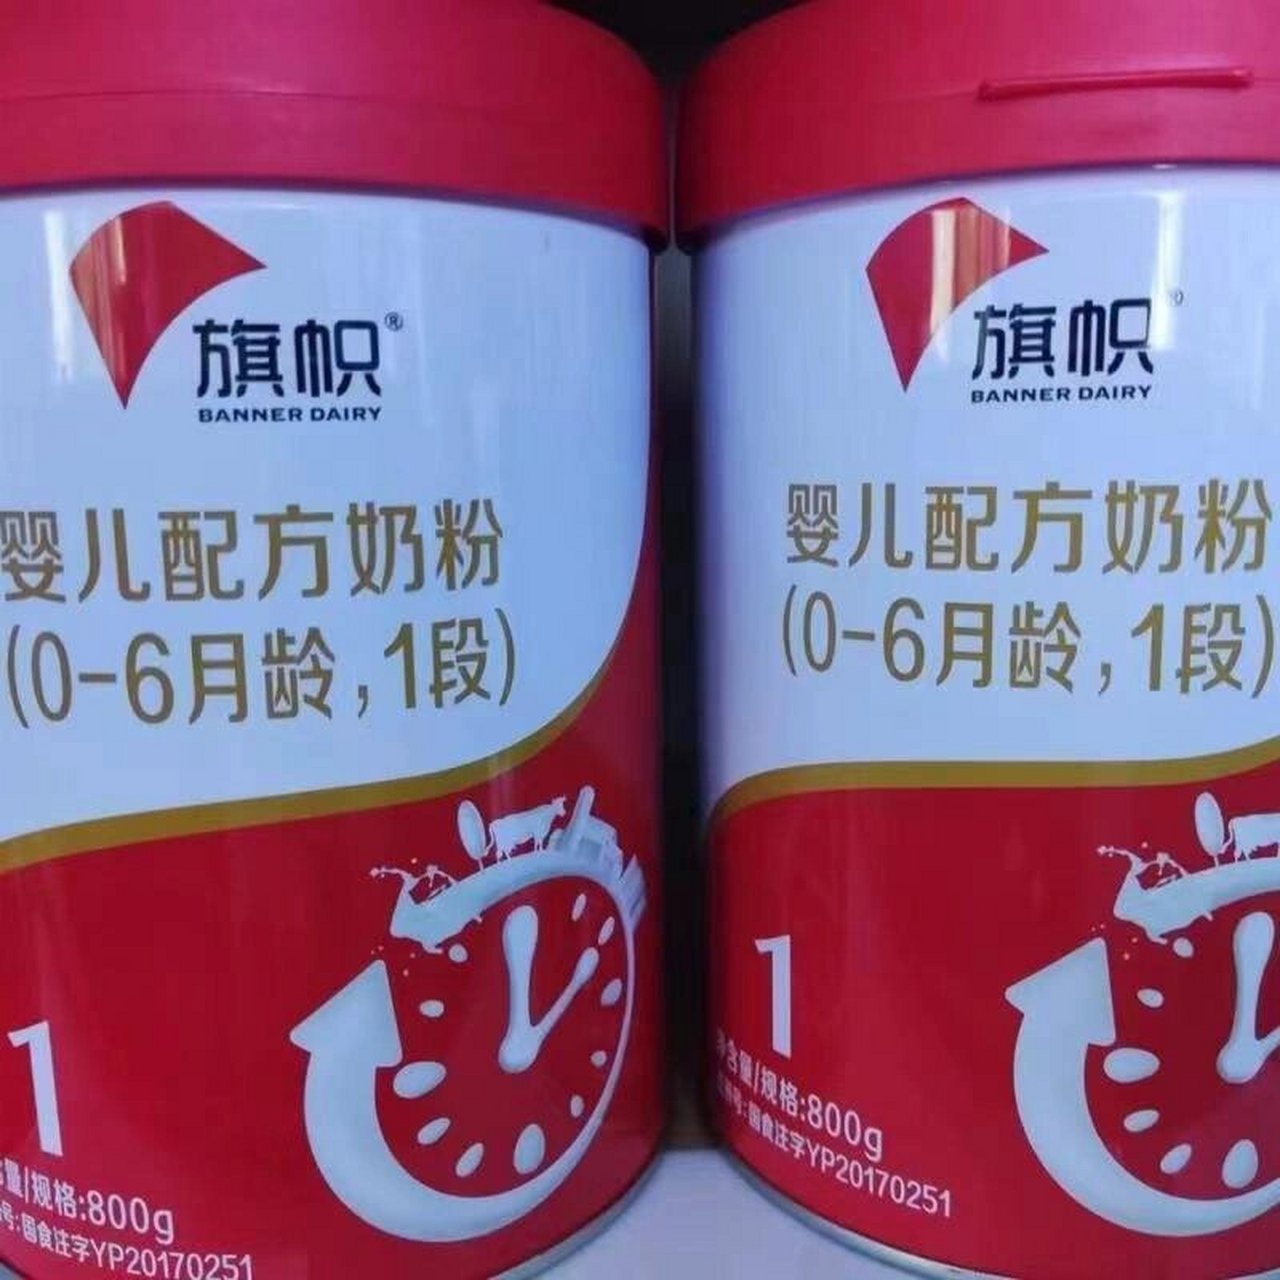 旗帜®
BANNER DAIRY
婴儿配方奶粉
(0-6月龄,1段)
1
量/规格:800g
号:国食注字YP20170251
旗帜®
BANNER DAIRY
婴儿配方奶粉
(0-6月龄,1段)
1
含量/规格:800g
号:国食注字YP20170251